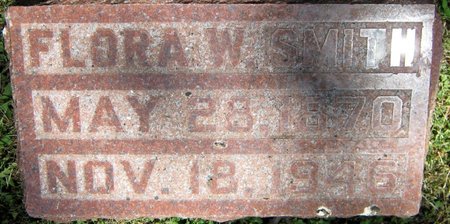 FLORA W. SMITH
MAY 28, 1870
NOV. 18, 1946